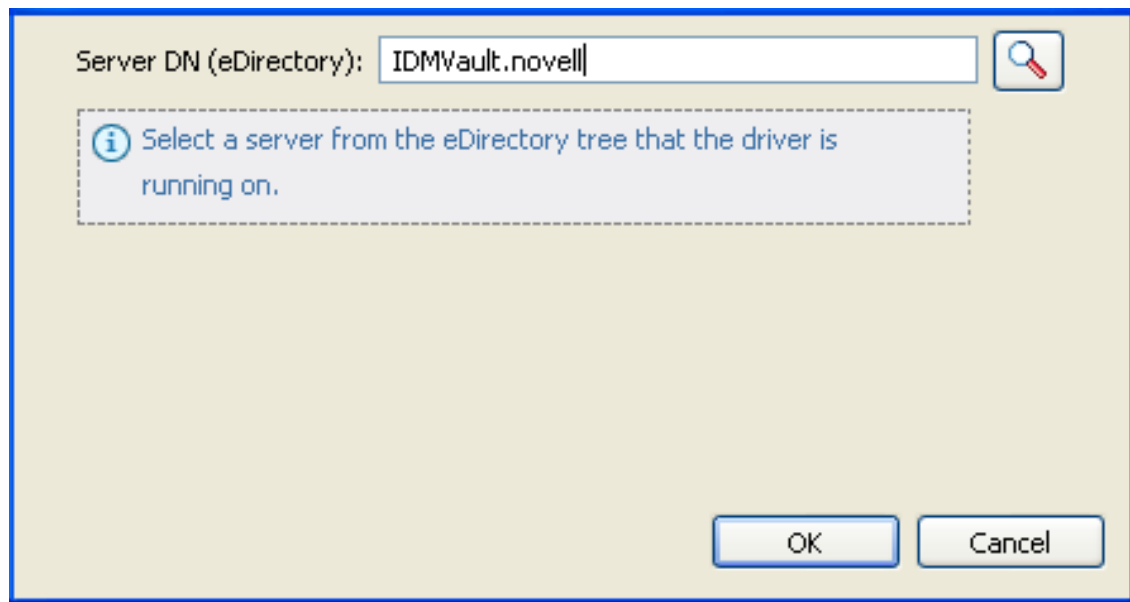 Server DN (eDirectory): IDMVault.novell
Select a server from the eDirectory tree that the driver is
running on.
OK Cancel